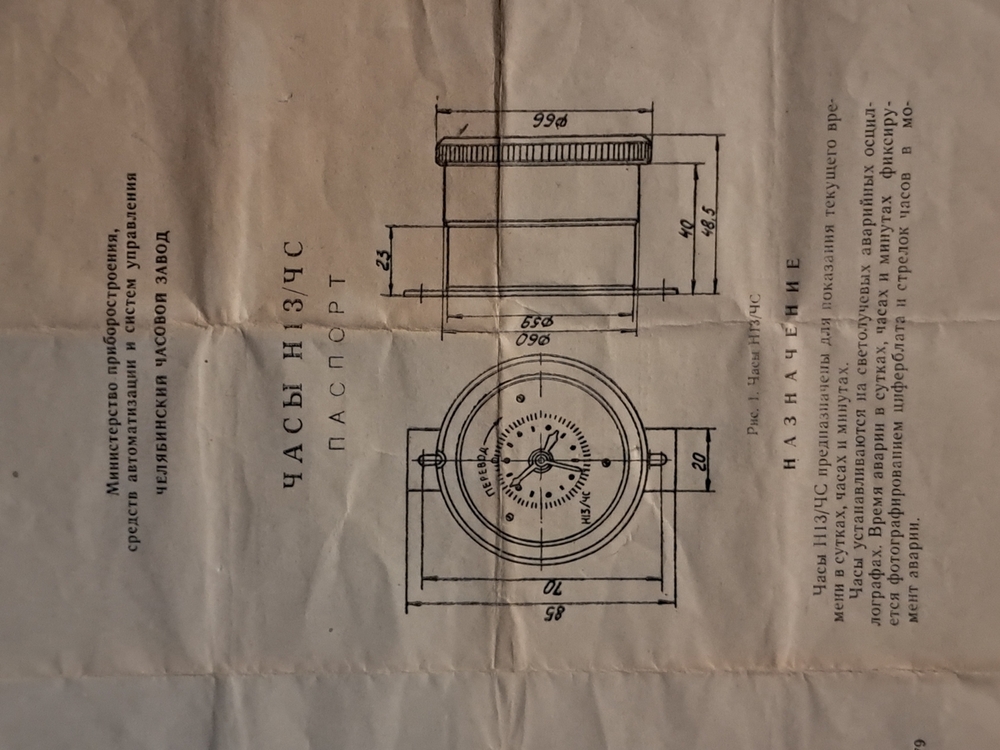 Министерство приборостроения,
средств автоматизации и систем управления
ЧЕЛЯБИНСКИЙ ЧАСОВОЙ ЗАВОД
ЧАСЫ Н13/ЧС
ПАСПОРТ
ПЕРЕВОД
Н13/ЧС
85
70
20
Ø60
Ø59
23
Ø66
40
48,5
Рис. 1. Часы Н13/ЧС
НАЗНАЧЕНИЕ
Часы Н13/ЧС предназначены для показания текущего вре-
мени в сутках, часах и минутах.
Часы устанавливаются на светолучевых аварийных осцил-
лографах. Время аварии в сутках, часах и минутах фиксиру-
ется фотографированием циферблата и стрелок часов в мо-
мент аварии.